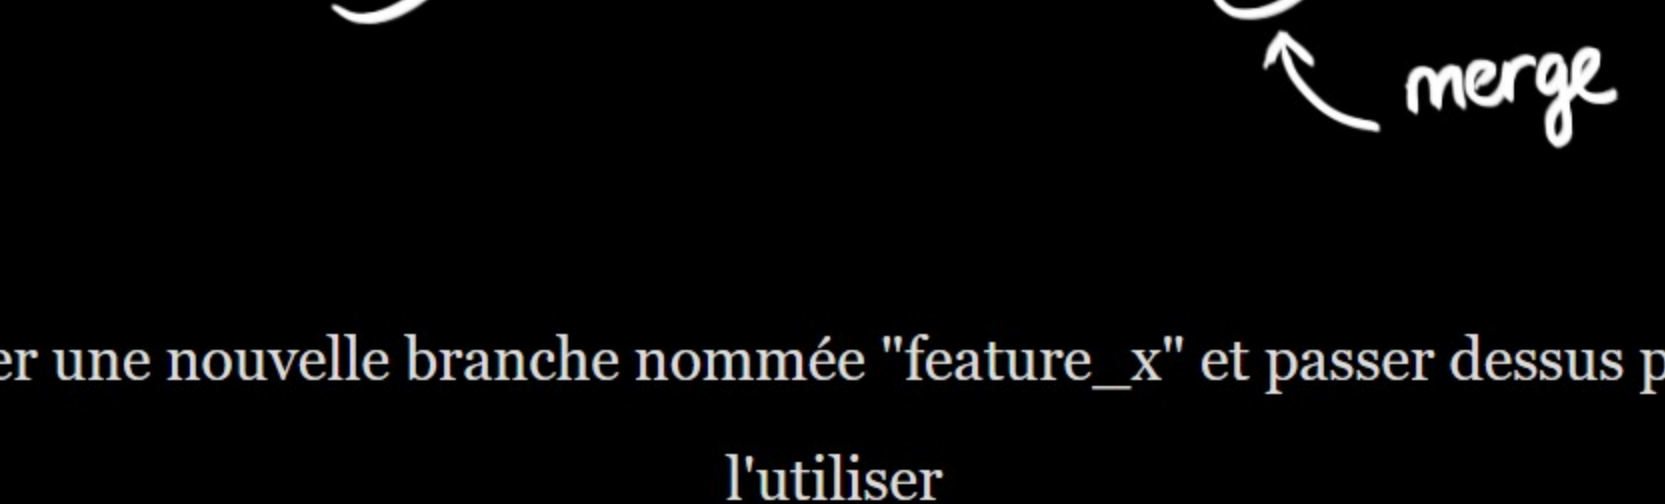 merge
er une nouvelle branche nommée "feature_x" et passer dessus p
l'utiliser